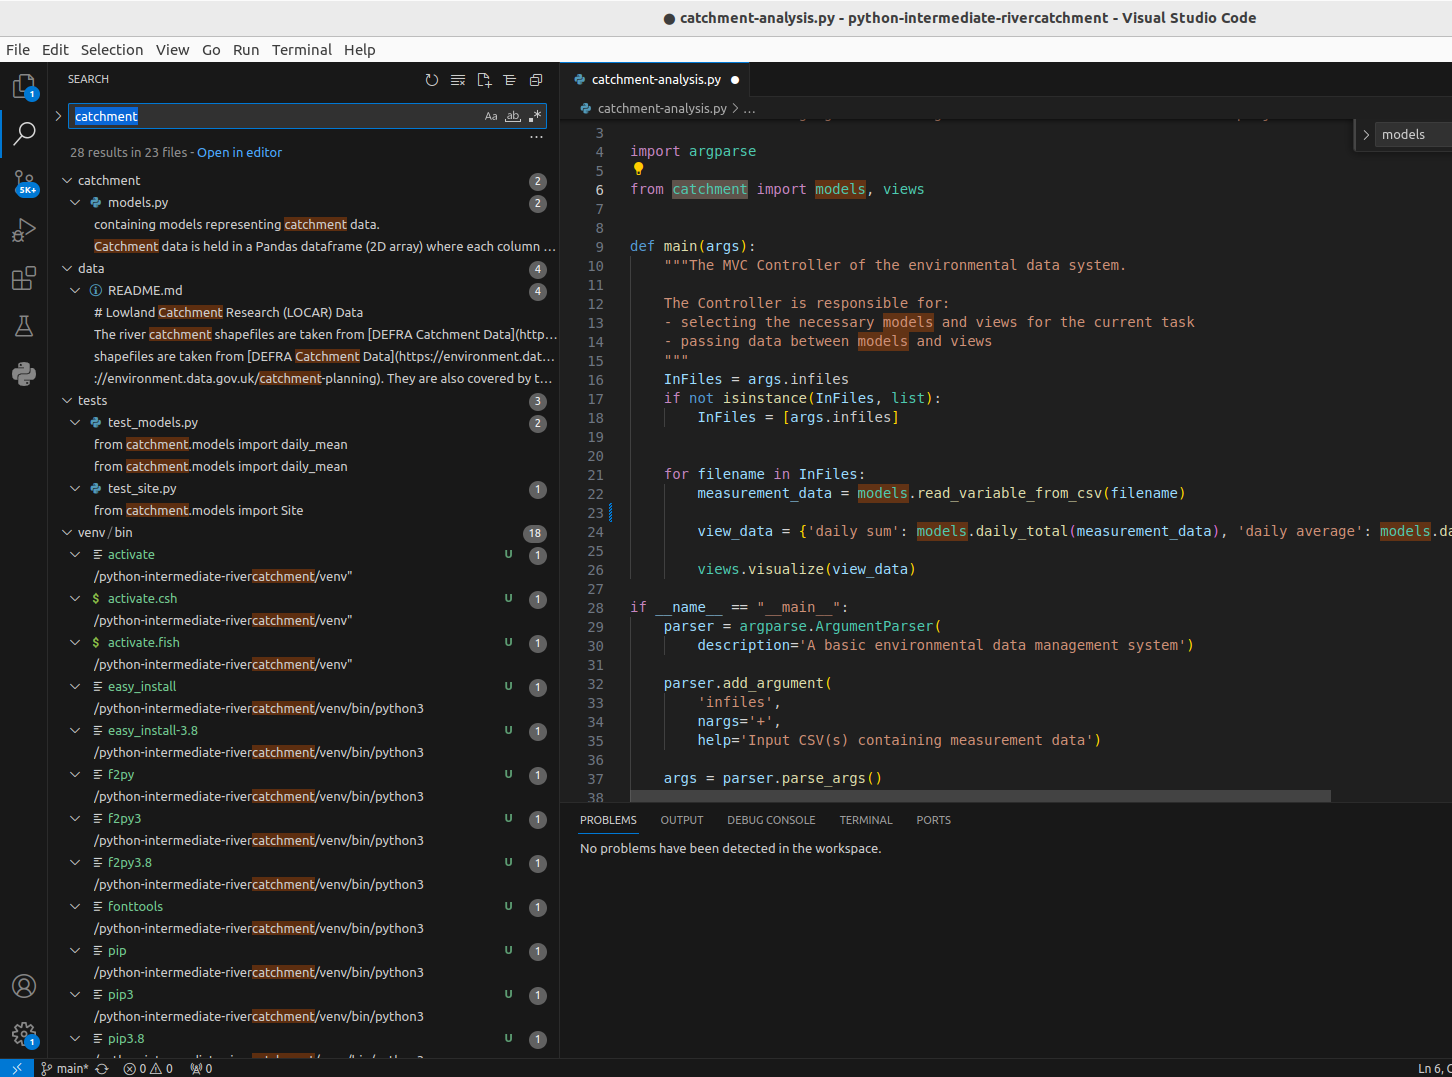 ● catchment-analysis.py - python-intermediate-rivercatchment - Visual Studio Code
File Edit Selection View Go Run Terminal Help
1
5K+
1
SEARCH
catchment
Aa ab .*
...
28 results in 23 files - Open in editor
catchment 2
models.py 2
containing models representing catchment data.
Catchment data is held in a Pandas dataframe (2D array) where each column ...
data 4
README.md 4
# Lowland Catchment Research (LOCAR) Data
The river catchment shapefiles are taken from [DEFRA Catchment Data](http...
shapefiles are taken from [DEFRA Catchment Data](https://environment.dat...
://environment.data.gov.uk/catchment-planning). They are also covered by t...
tests 3
test_models.py 2
from catchment.models import daily_mean
from catchment.models import daily_mean
test_site.py 1
from catchment.models import Site
venv/bin 18
activate U 1
/python-intermediate-rivercatchment/venv"
activate.csh U 1
/python-intermediate-rivercatchment/venv"
activate.fish U 1
/python-intermediate-rivercatchment/venv"
easy_install U 1
/python-intermediate-rivercatchment/venv/bin/python3
easy_install-3.8 U 1
/python-intermediate-rivercatchment/venv/bin/python3
f2py U 1
/python-intermediate-rivercatchment/venv/bin/python3
f2py3 U 1
/python-intermediate-rivercatchment/venv/bin/python3
f2py3.8 U 1
/python-intermediate-rivercatchment/venv/bin/python3
fonttools U 1
/python-intermediate-rivercatchment/venv/bin/python3
pip U 1
/python-intermediate-rivercatchment/venv/bin/python3
pip3 U 1
/python-intermediate-rivercatchment/venv/bin/python3
pip3.8 U 1
catchment-analysis.py ●
catchment-analysis.py > ...
models
3
4 import argparse
5
6 from catchment import models, views
7
8
9 def main(args):
10 """The MVC Controller of the environmental data system.
11
12 The Controller is responsible for:
13 - selecting the necessary models and views for the current task
14 - passing data between models and views
15 """
16 InFiles = args.infiles
17 if not isinstance(InFiles, list):
18 InFiles = [args.infiles]
19
20
21 for filename in InFiles:
22 measurement_data = models.read_variable_from_csv(filename)
23
24 view_data = {'daily sum': models.daily_total(measurement_data), 'daily average': models.da
25
26 views.visualize(view_data)
27
28 if __name__ == "__main__":
29 parser = argparse.ArgumentParser(
30 description='A basic environmental data management system')
31
32 parser.add_argument(
33 'infiles',
34 nargs='+',
35 help='Input CSV(s) containing measurement data')
36
37 args = parser.parse_args()
38
PROBLEMS OUTPUT DEBUG CONSOLE TERMINAL PORTS
No problems have been detected in the workspace.
main* 0 0 0
Ln 6,